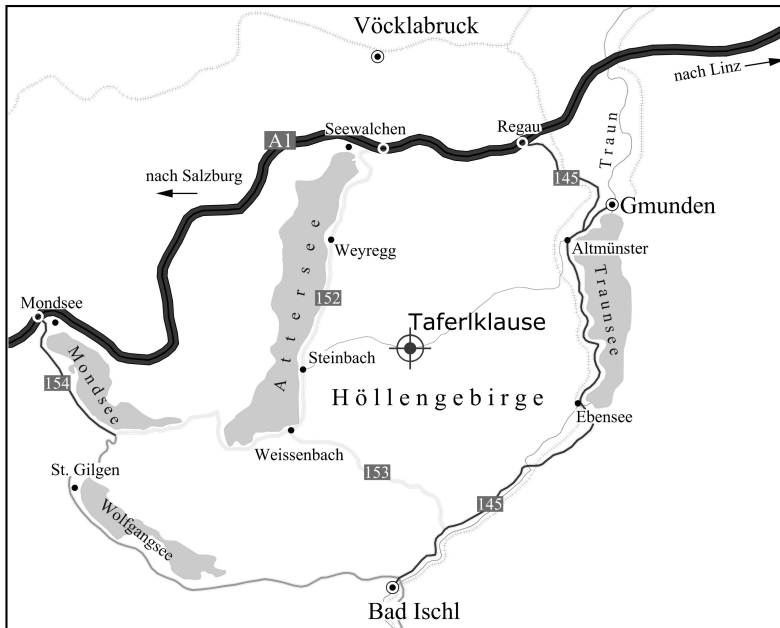 Vöcklabruck
nach Linz
Seewalchen
Regau
A1
Traun
nach Salzburg
145
Gmunden
Weyregg
Altmünster
Attersee
Traunsee
152
Mondsee
Taferlklause
Mondsee
Steinbach
154
Höllengebirge
Ebensee
Weissenbach
St. Gilgen
153
145
Wolfgangsee
Bad Ischl